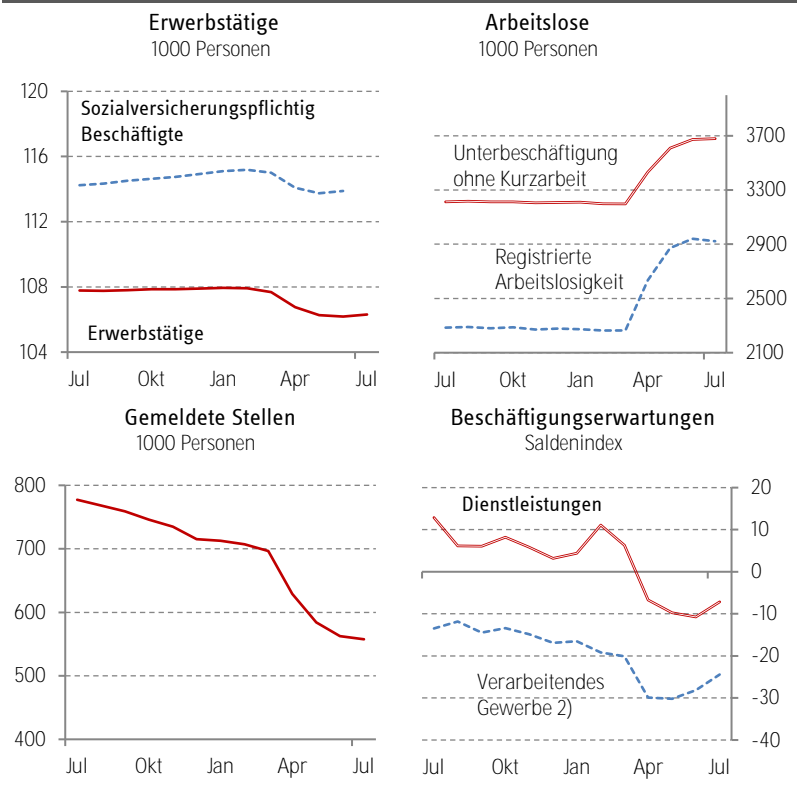 Erwerbstätige
1000 Personen
120
116
112
108
104
Sozialversicherungspflichtig
Beschäftigte
Erwerbstätige
Jul Okt Jan Apr Jul
Arbeitslose
1000 Personen
3700
3300
2900
2500
2100
Unterbeschäftigung
ohne Kurzarbeit
Registrierte
Arbeitslosigkeit
Jul Okt Jan Apr Jul
Gemeldete Stellen
1000 Personen
800
700
600
500
400
Jul Okt Jan Apr Jul
Beschäftigungserwartungen
Saldenindex
20
10
0
-10
-20
-30
-40
Dienstleistungen
Verarbeitendes
Gewerbe 2)
Jul Okt Jan Apr Jul